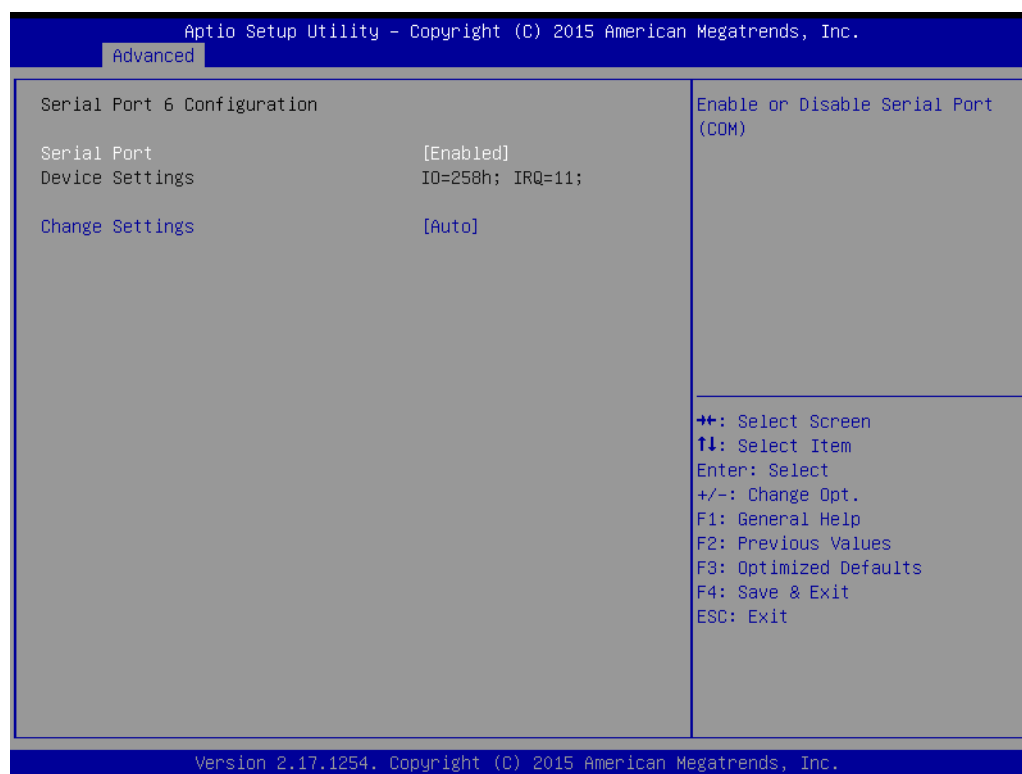 Aptio Setup Utility – Copyright (C) 2015 American Megatrends, Inc.
Advanced
Serial Port 6 Configuration
Serial Port [Enabled]
Device Settings IO=258h; IRQ=11;
Change Settings [Auto]
Enable or Disable Serial Port
(COM)
→←: Select Screen
↑↓: Select Item
Enter: Select
+/-: Change Opt.
F1: General Help
F2: Previous Values
F3: Optimized Defaults
F4: Save & Exit
ESC: Exit
Version 2.17.1254. Copyright (C) 2015 American Megatrends, Inc.